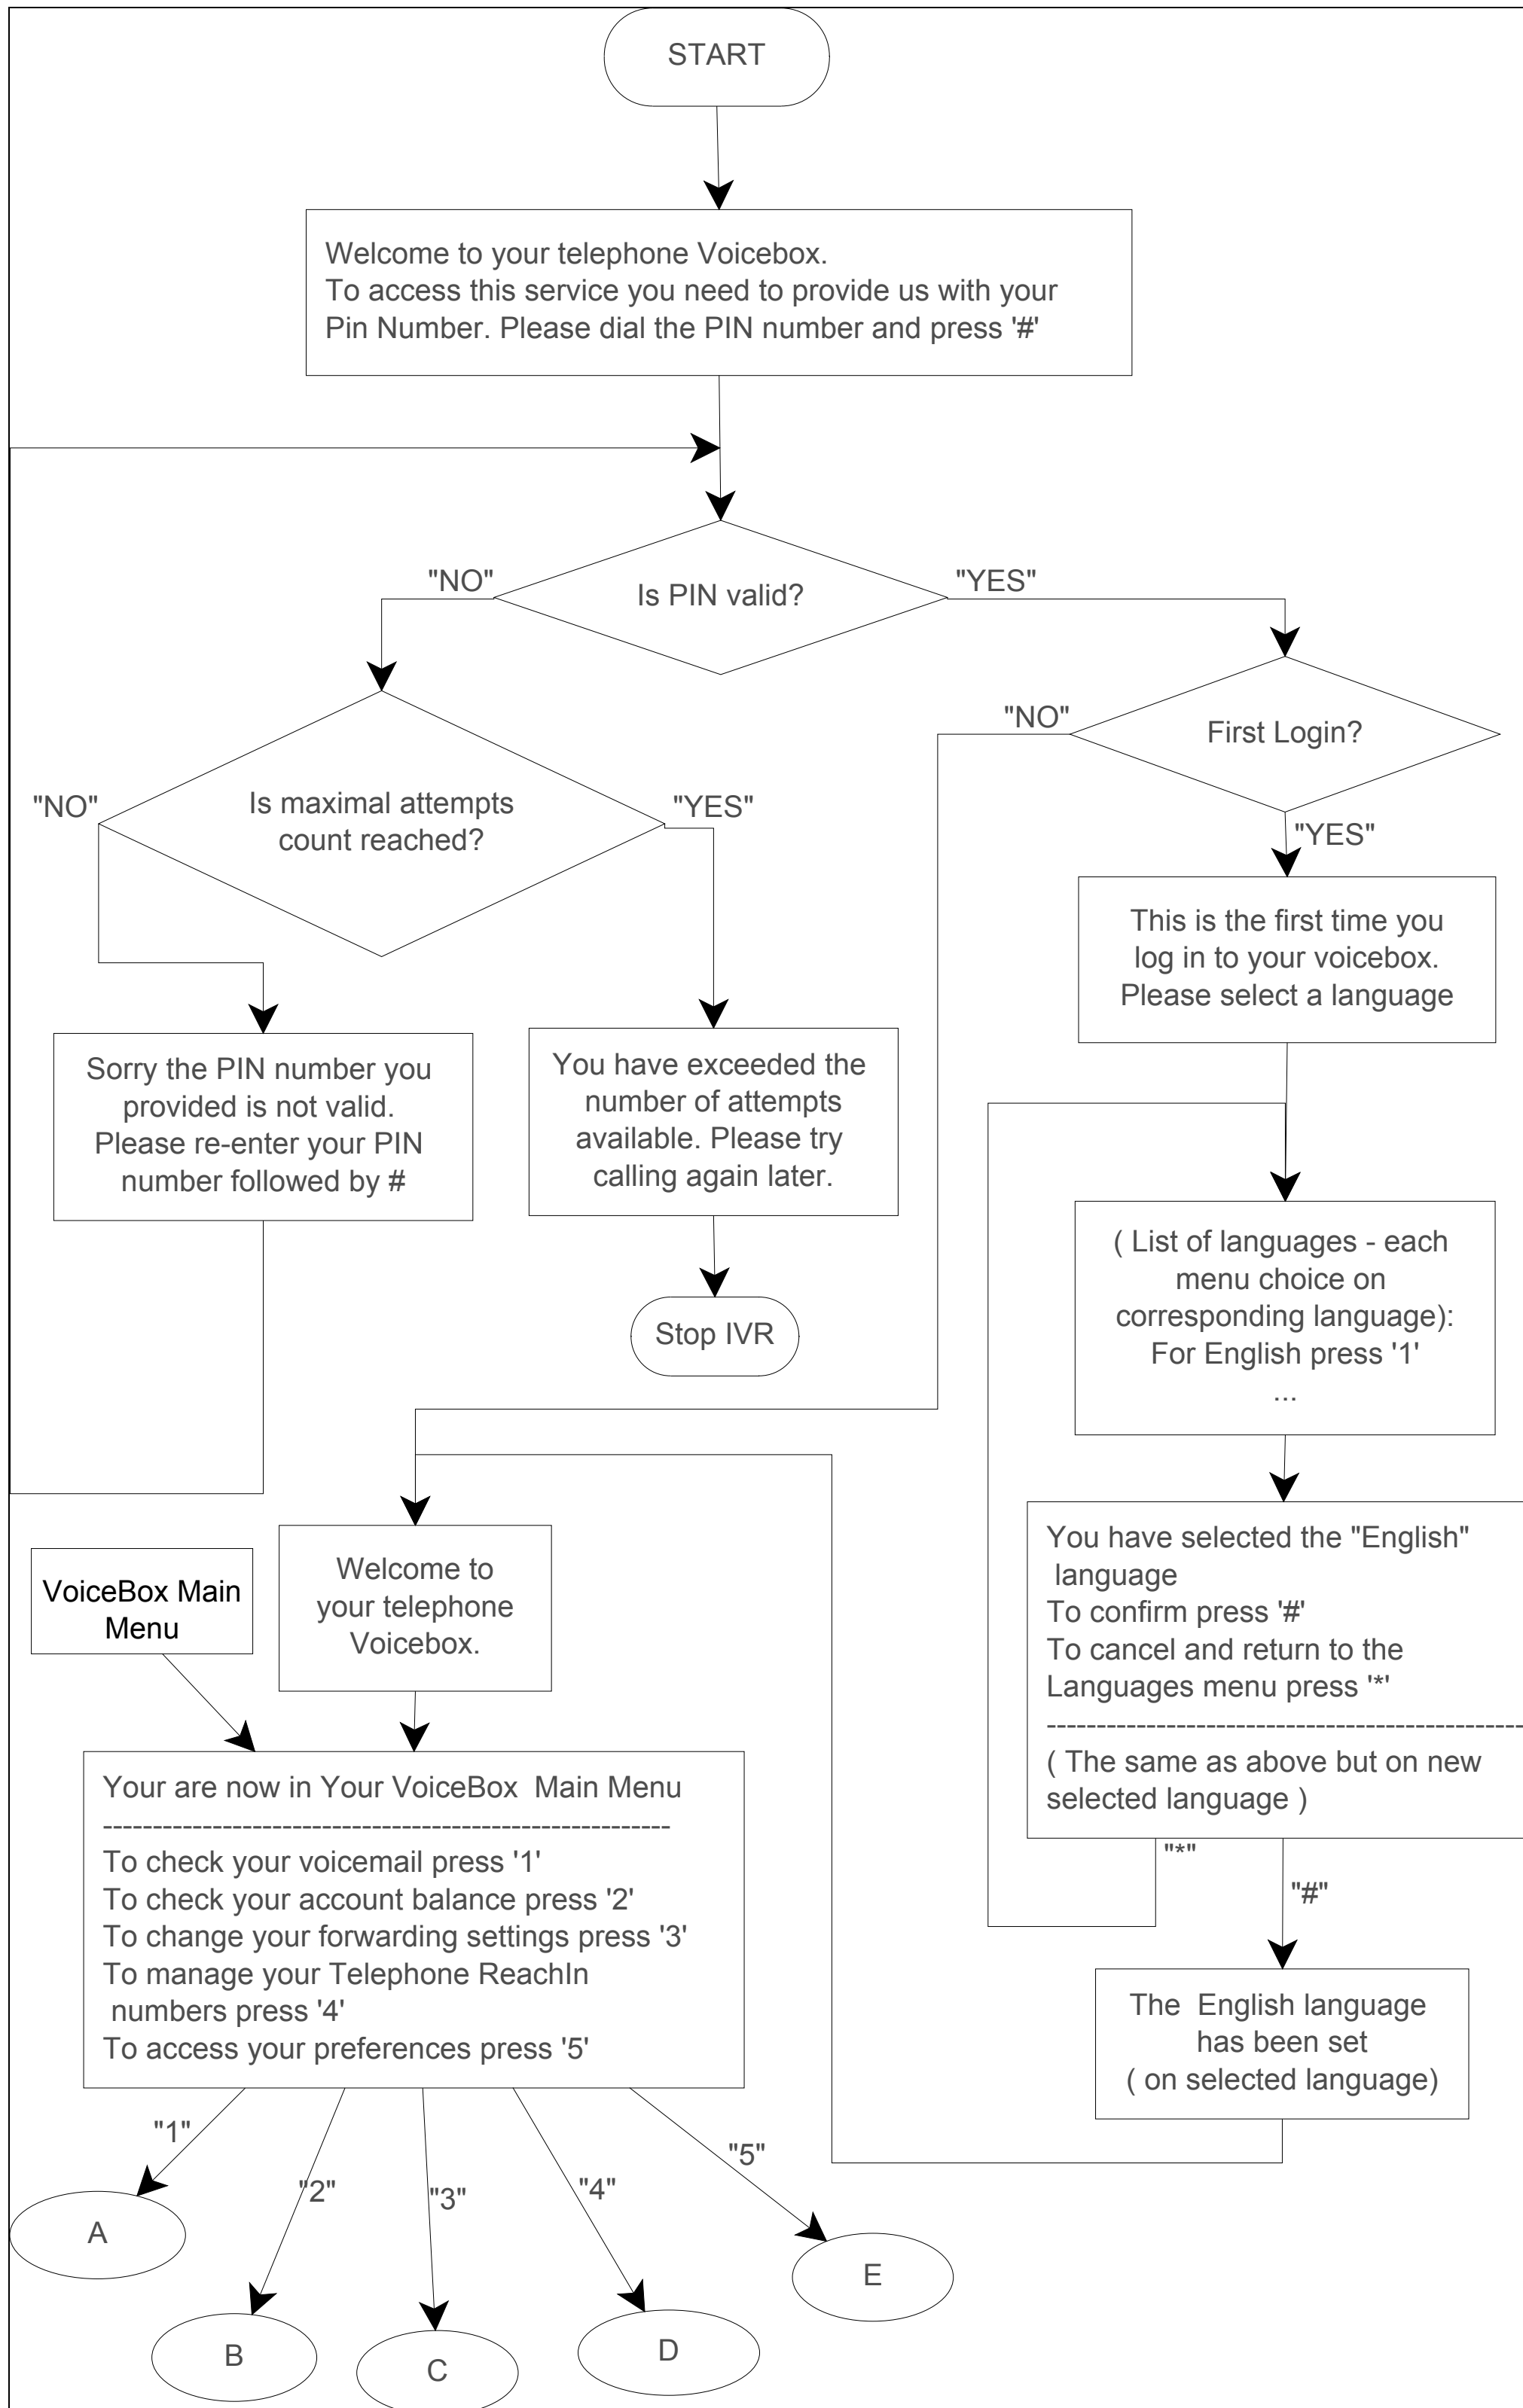 START
Welcome to your telephone Voicebox.
To access this service you need to provide us with your
Pin Number. Please dial the PIN number and press '#'
"NO"
Is PIN valid?
"YES"
"NO"
First Login?
"YES"
"NO"
Is maximal attempts
count reached?
"YES"
This is the first time you
log in to your voicebox.
Please select a language
Sorry the PIN number you
provided is not valid.
Please re-enter your PIN
number followed by #
You have exceeded the
number of attempts
available. Please try
calling again later.
Stop IVR
( List of languages - each
menu choice on
corresponding language):
For English press '1'
...
VoiceBox Main
Menu
Welcome to
your telephone
Voicebox.
You have selected the "English"
language
To confirm press '#'
To cancel and return to the
Languages menu press '*'
------------------------------------------------
( The same as above but on new
selected language )
"*"
"#"
Your are now in Your VoiceBox  Main Menu
---------------------------------------------------------
To check your voicemail press '1'
To check your account balance press '2'
To change your forwarding settings press '3'
To manage your Telephone ReachIn
numbers press '4'
To access your preferences press '5'
The  English language
has been set
( on selected language)
"1"
"2"
"3"
"4"
"5"
A
B
C
D
E